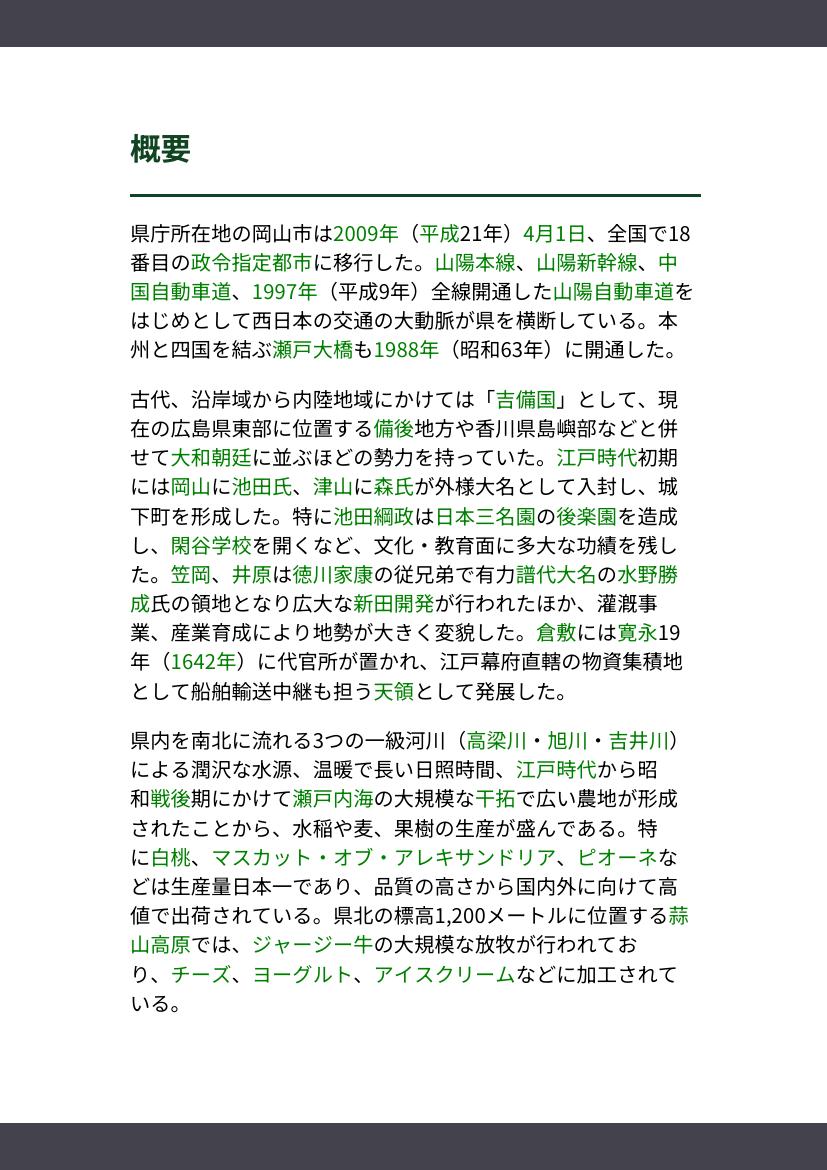 概要
県庁所在地の岡山市は2009年（平成21年）4月1日、全国で18
番目の政令指定都市に移行した。山陽本線、山陽新幹線、中
国自動車道、1997年（平成9年）全線開通した山陽自動車道を
はじめとして西日本の交通の大動脈が県を横断している。本
州と四国を結ぶ瀬戸大橋も1988年（昭和63年）に開通した。
古代、沿岸域から内陸地域にかけては「吉備国」として、現
在の広島県東部に位置する備後地方や香川県島嶼部などと併
せて大和朝廷に並ぶほどの勢力を持っていた。江戸時代初期
には岡山に池田氏、津山に森氏が外様大名として入封し、城
下町を形成した。特に池田綱政は日本三名園の後楽園を造成
し、閑谷学校を開くなど、文化・教育面に多大な功績を残し
た。笠岡、井原は徳川家康の従兄弟で有力譜代大名の水野勝
成氏の領地となり広大な新田開発が行われたほか、灌漑事
業、産業育成により地勢が大きく変貌した。倉敷には寛永19
年（1642年）に代官所が置かれ、江戸幕府直轄の物資集積地
として船舶輸送中継も担う天領として発展した。
県内を南北に流れる3つの一級河川（高梁川・旭川・吉井川）
による潤沢な水源、温暖で長い日照時間、江戸時代から昭
和戦後期にかけて瀬戸内海の大規模な干拓で広い農地が形成
されたことから、水稲や麦、果樹の生産が盛んである。特
に白桃、マスカット・オブ・アレキサンドリア、ピオーネな
どは生産量日本一であり、品質の高さから国内外に向けて高
値で出荷されている。県北の標高1,200メートルに位置する蒜
山高原では、ジャージー牛の大規模な放牧が行われてお
り、チーズ、ヨーグルト、アイスクリームなどに加工されて
いる。